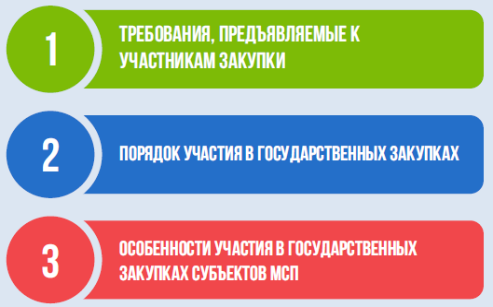 1
ТРЕБОВАНИЯ, ПРЕДЪЯВЛЯЕМЫЕ К
УЧАСТНИКАМ ЗАКУПКИ
2
ПОРЯДОК УЧАСТИЯ В ГОСУДАРСТВЕННЫХ ЗАКУПКАХ
3
ОСОБЕННОСТИ УЧАСТИЯ В ГОСУДАРСТВЕННЫХ
ЗАКУПКАХ СУБЪЕКТОВ МСП